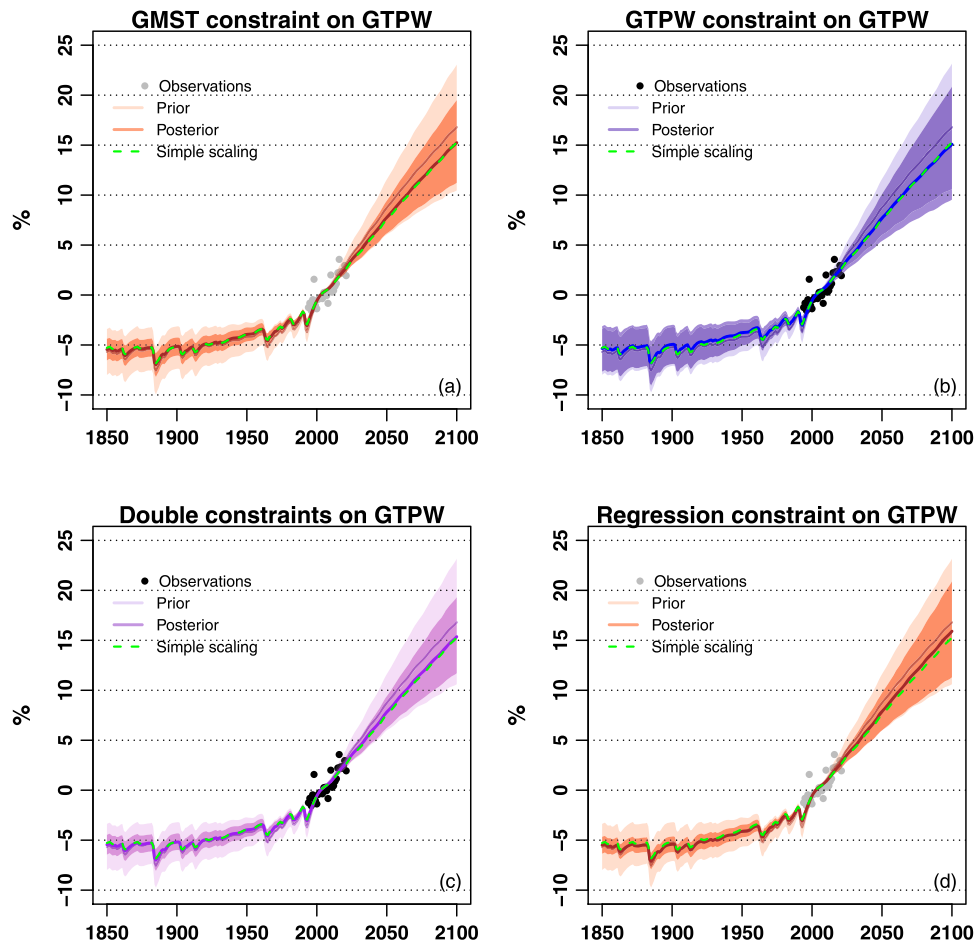 GMST constraint on GTPW
%
25
20
15
10
5
0
−5
−10
Observations
Prior
Posterior
Simple scaling
(a)
1850 1900 1950 2000 2050 2100
GTPW constraint on GTPW
%
25
20
15
10
5
0
−5
−10
Observations
Prior
Posterior
Simple scaling
(b)
1850 1900 1950 2000 2050 2100
Double constraints on GTPW
%
25
20
15
10
5
0
−5
−10
Observations
Prior
Posterior
Simple scaling
(c)
1850 1900 1950 2000 2050 2100
Regression constraint on GTPW
%
25
20
15
10
5
0
−5
−10
Observations
Prior
Posterior
Simple scaling
(d)
1850 1900 1950 2000 2050 2100